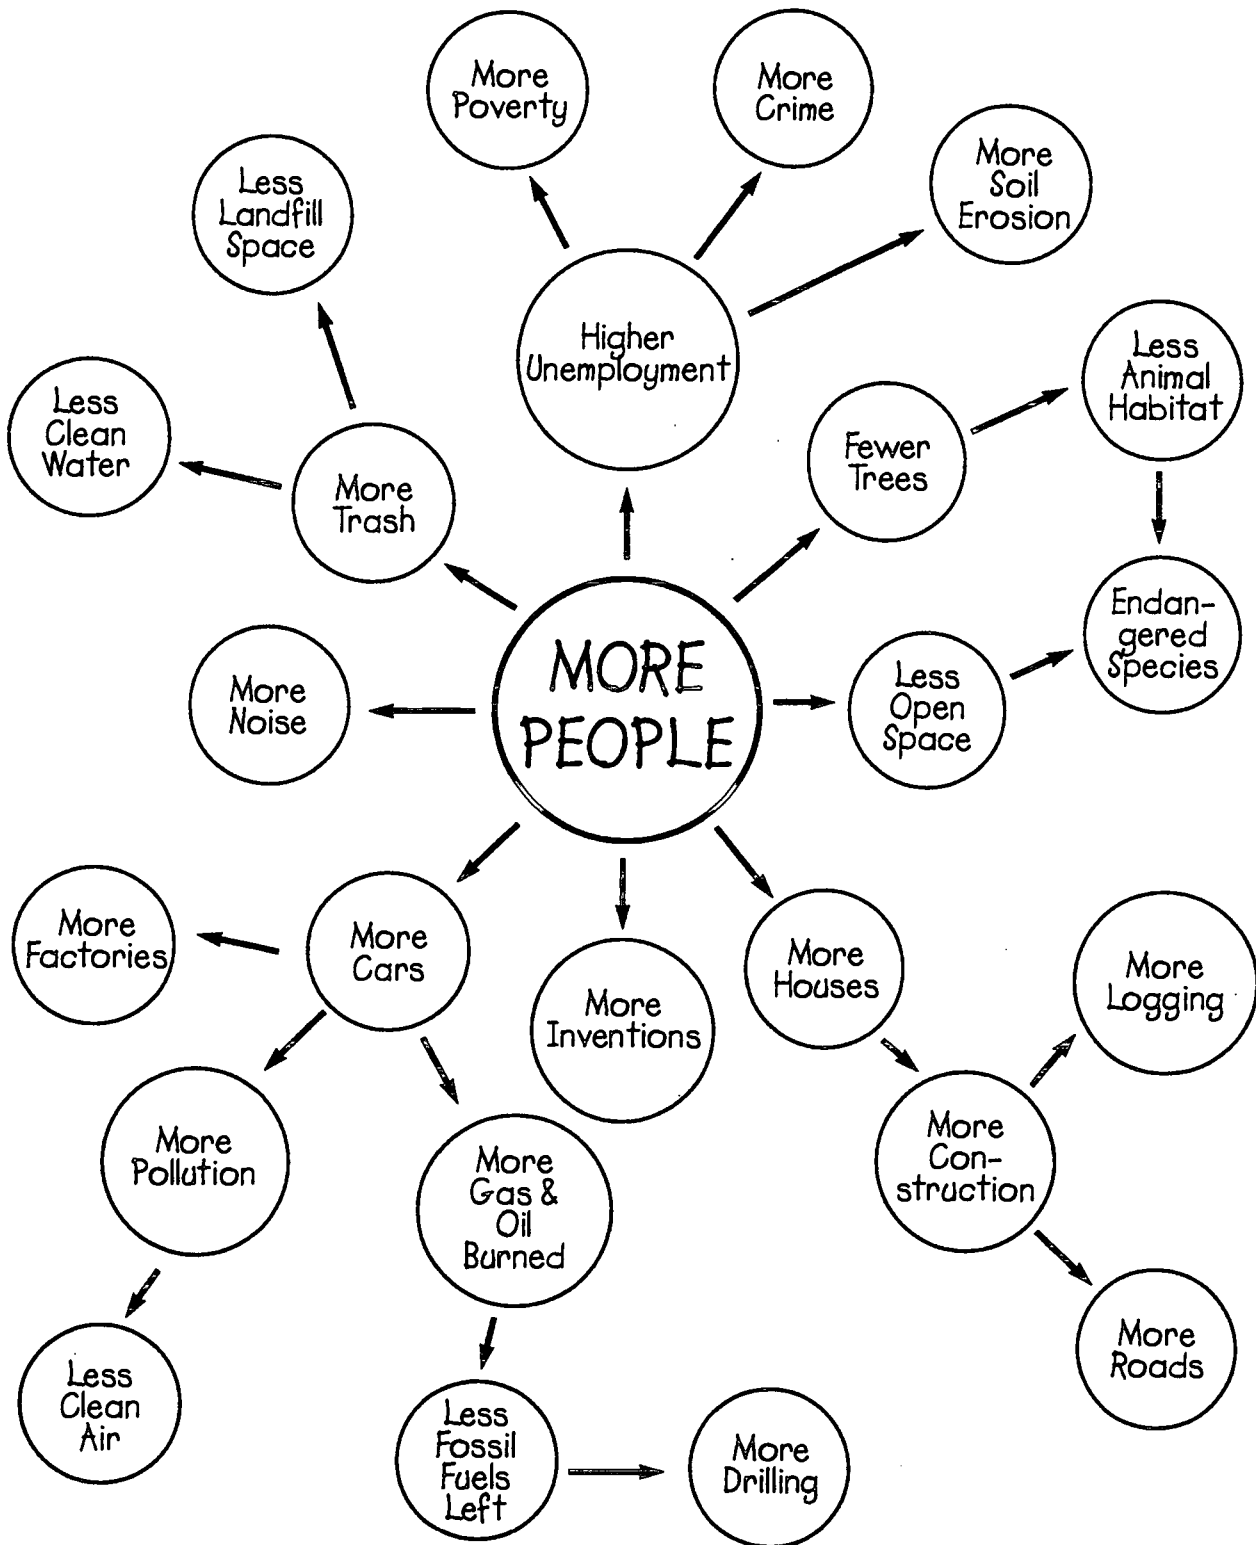 More
Poverty
More
Crime
More
Soil
Erosion
Less
Landfill
Space
Higher
Unemployment
Less
Animal
Habitat
Less
Clean
Water
More
Trash
Fewer
Trees
MORE
PEOPLE
Endan-
gered
Species
More
Noise
Less
Open
Space
More
Factories
More
Cars
More
Inventions
More
Houses
More
Logging
More
Pollution
More
Gas &
Oil
Burned
More
Con-
struction
Less
Clean
Air
Less
Fossil
Fuels
Left
More
Drilling
More
Roads